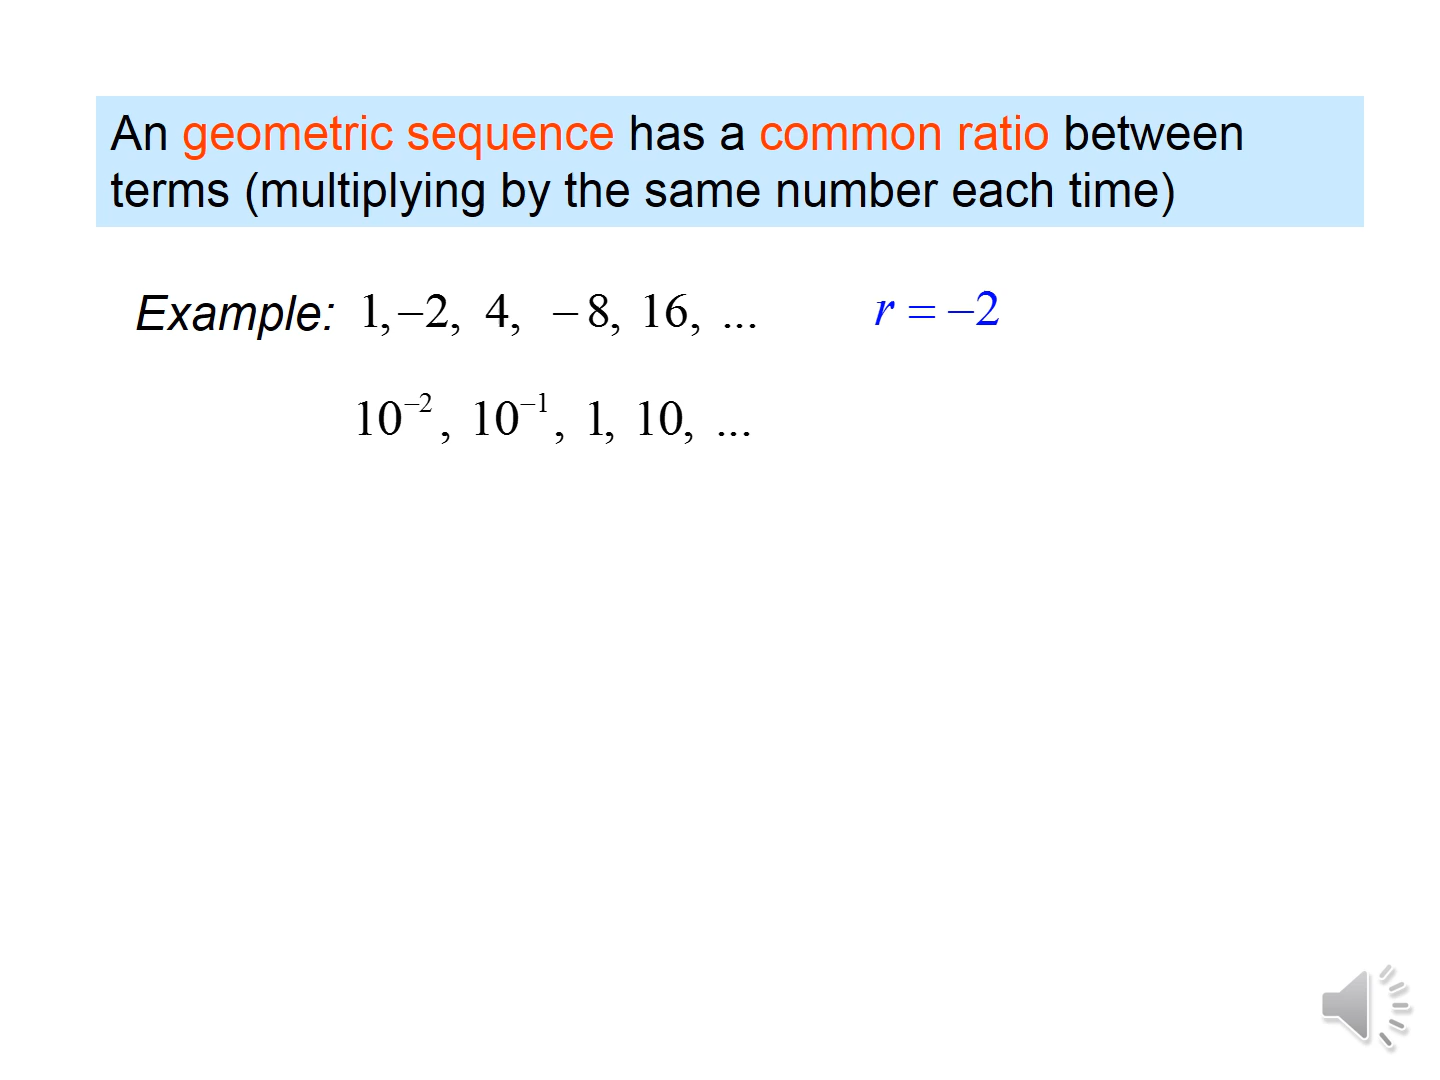 An geometric sequence has a common ratio between
terms (multiplying by the same number each time)
Example: 1, −2, 4, −8, 16, ... r = −2
10⁻², 10⁻¹, 1, 10, ...